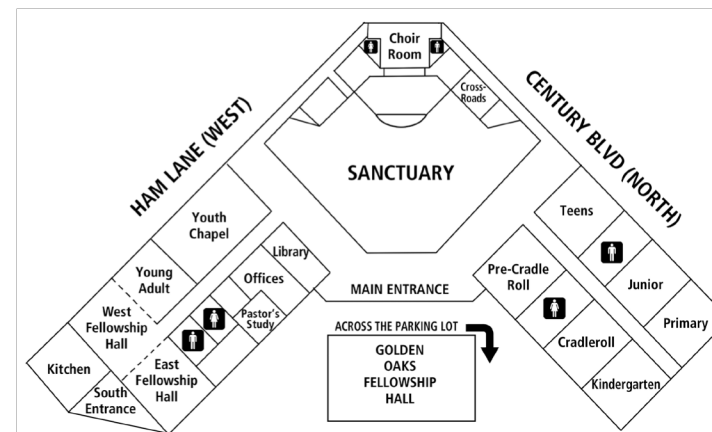 Choir
Room
Cross-
Roads
HAM LANE (WEST)
CENTURY BLVD (NORTH)
SANCTUARY
Youth
Chapel
Teens
Library
Young
Adult
Offices
Pre-Cradle
Roll
Junior
MAIN ENTRANCE
West
Fellowship
Hall
Pastor's
Study
Primary
ACROSS THE PARKING LOT
Cradleroll
GOLDEN
OAKS
FELLOWSHIP
HALL
Kitchen
East
Fellowship
Hall
South
Entrance
Kindergarten